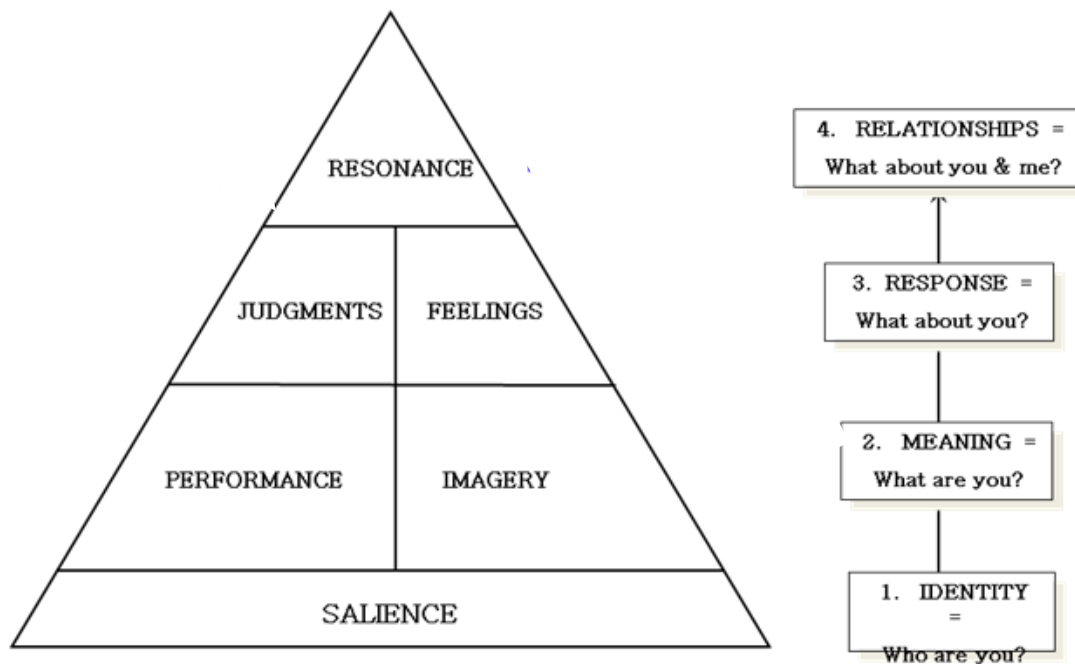 RESONANCE
JUDGMENTS
FEELINGS
PERFORMANCE
IMAGERY
SALIENCE
4. RELATIONSHIPS =
What about you & me?
3. RESPONSE =
What about you?
2. MEANING =
What are you?
1. IDENTITY
=
Who are you?